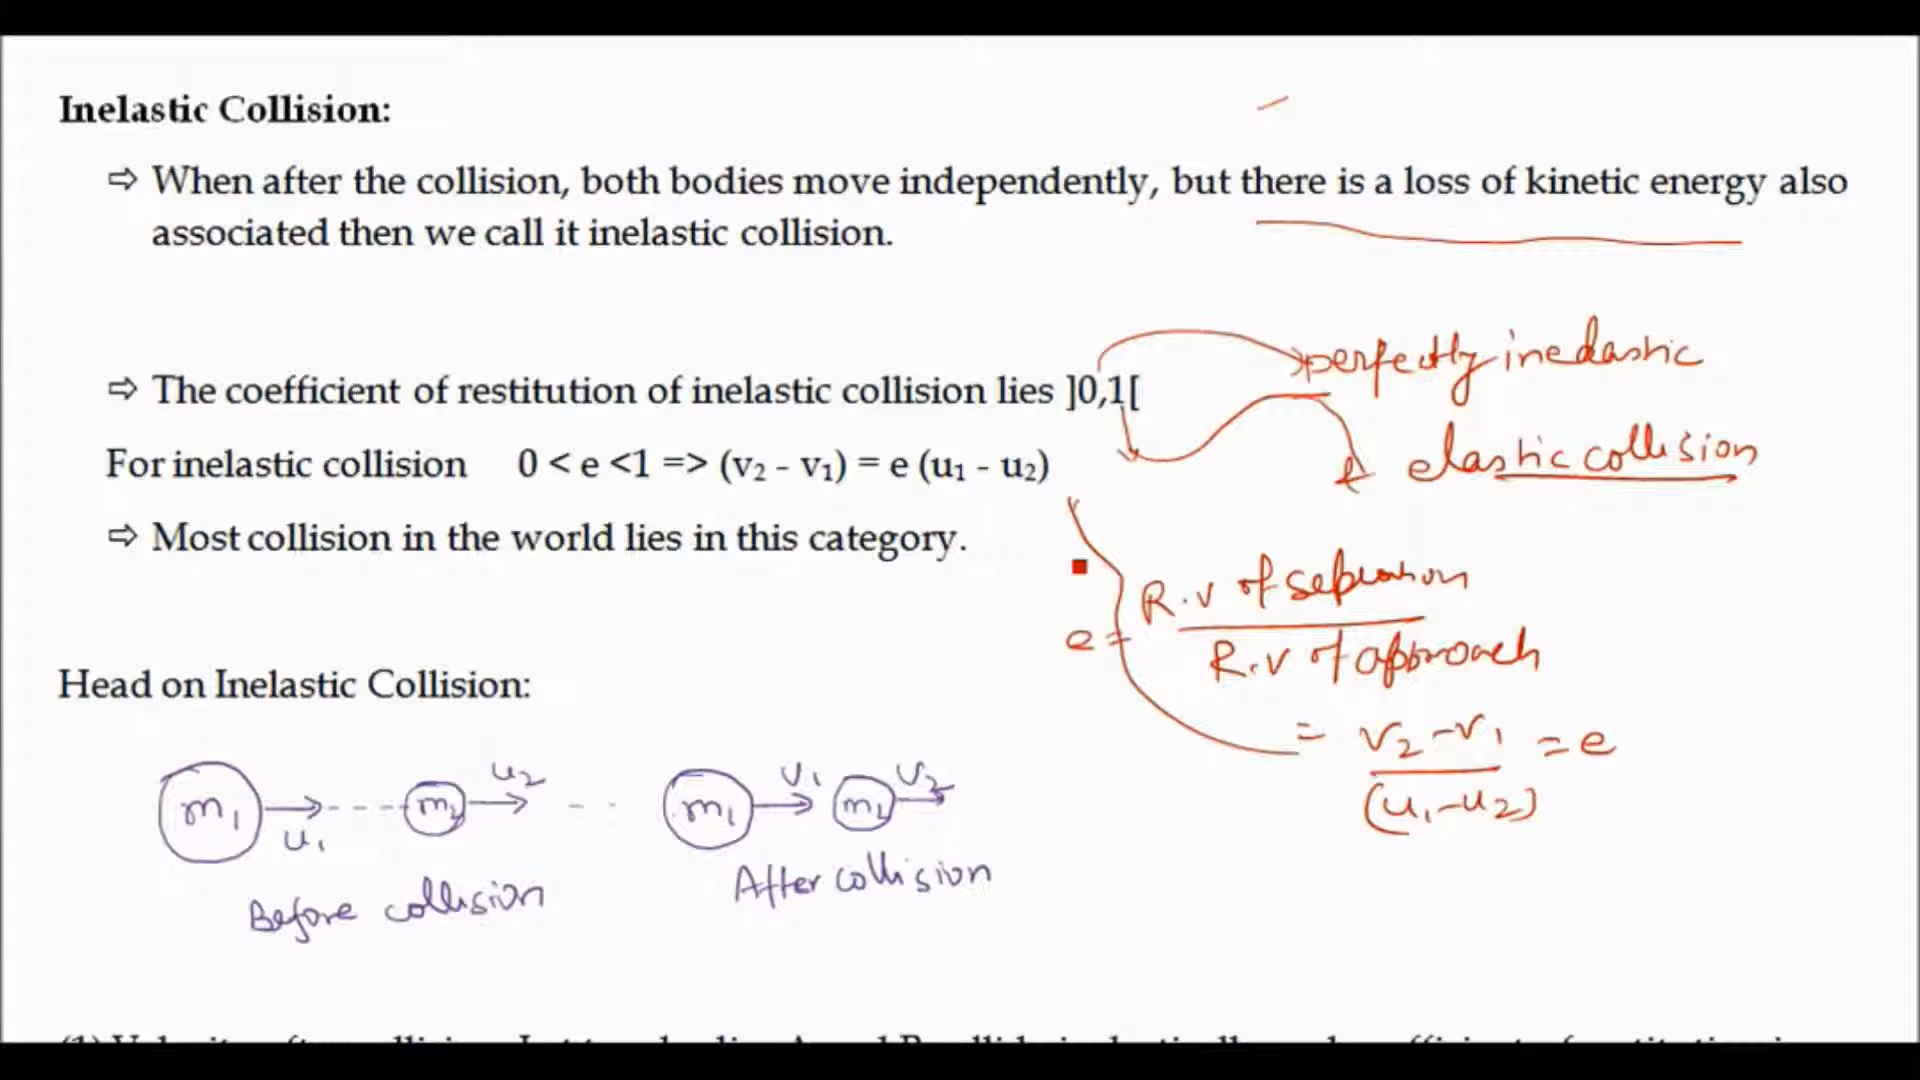 Inelastic Collision:
⇨ When after the collision, both bodies move independently, but there is a loss of kinetic energy also
associated then we call it inelastic collision.
perfectly inelastic
⇨ The coefficient of restitution of inelastic collision lies ]0,1[
elastic collision
For inelastic collision 0 < e <1 => (v₂ - v₁) = e (u₁ - u₂)
⇨ Most collision in the world lies in this category.
R.v of
e =
R.v of approach
Head on Inelastic Collision:
= v₂-v₁ = e
(u₁-u₂)
m₁ u₁ m₂ u₂ m₁ v₁ m₂ v₂
Before collision
After collision